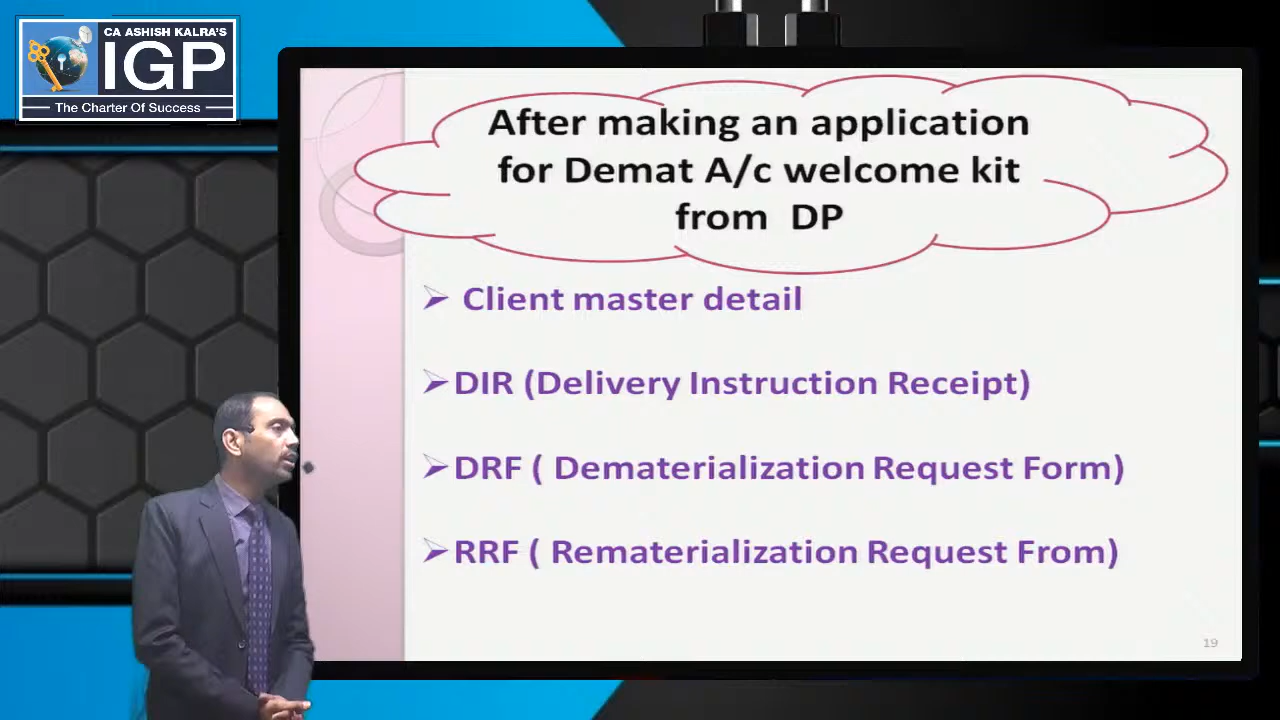 CA ASHISH KALRA'S
IGP
The Charter Of Success
After making an application
for Demat A/c welcome kit
from DP
Client master detail
DIR (Delivery Instruction Receipt)
DRF ( Dematerialization Request Form)
RRF ( Rematerialization Request From)
19